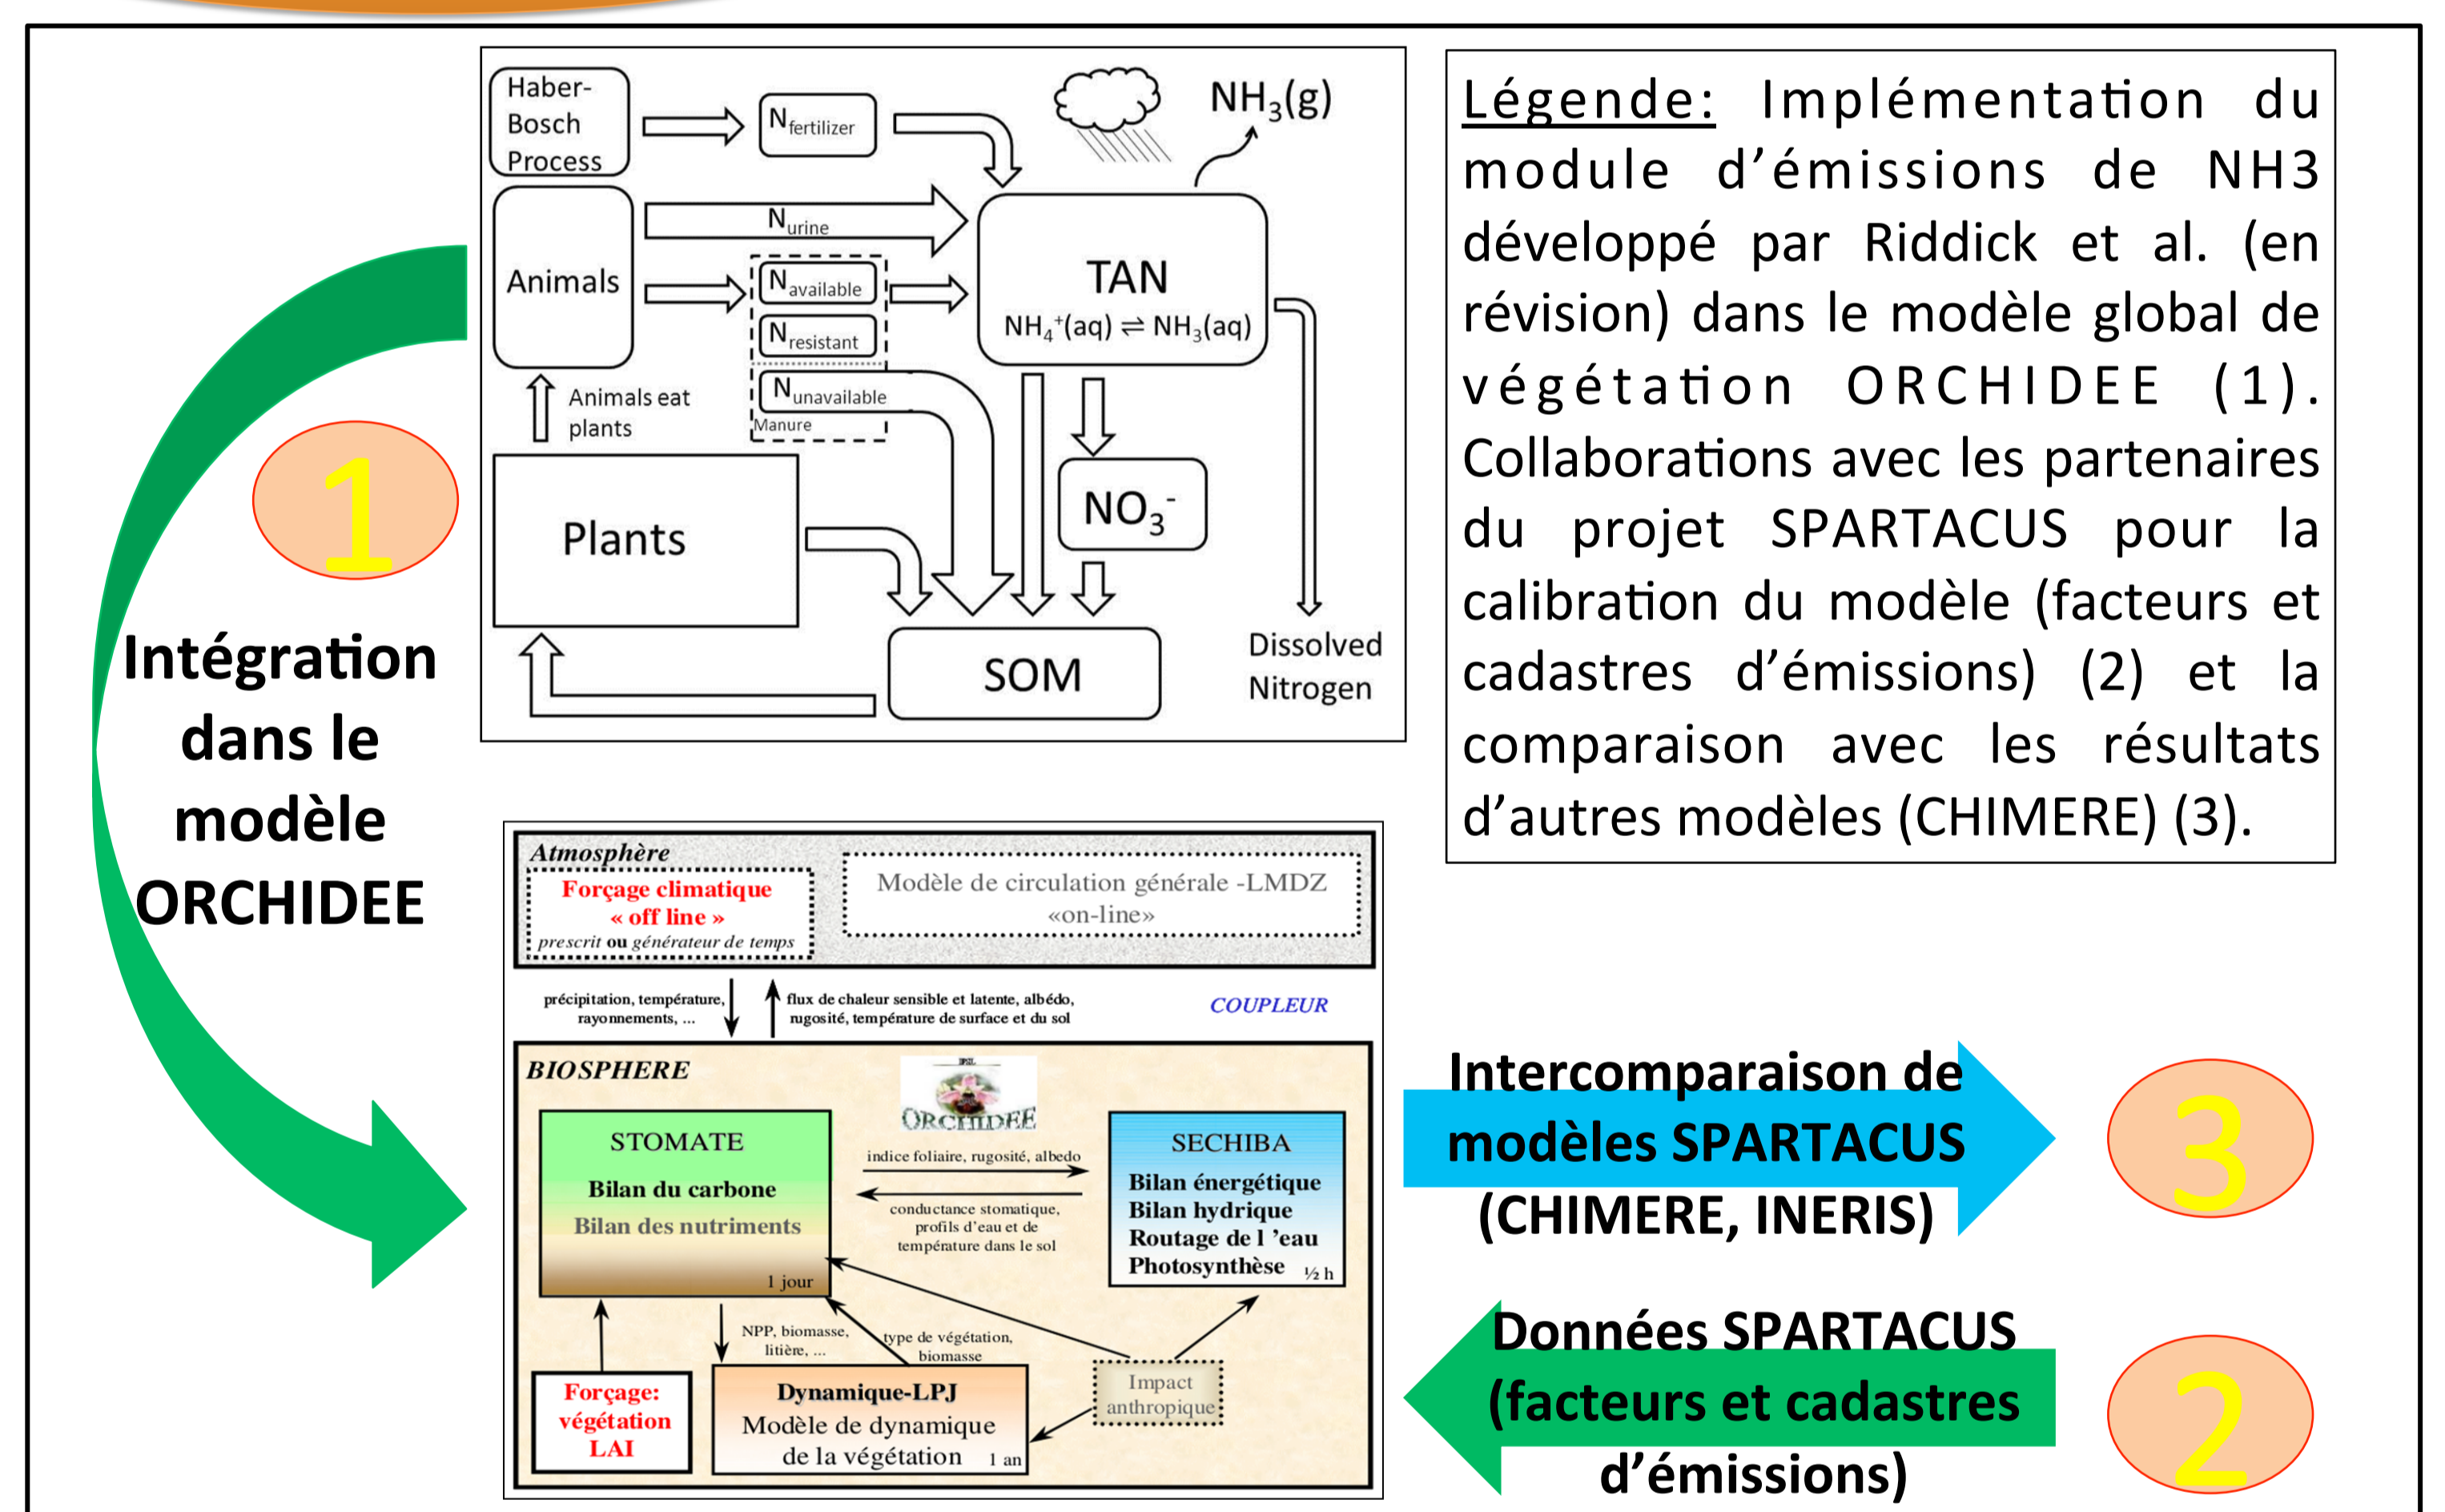 Haber-
Bosch
Process
N fertilizer
NH3(g)
Animals
N urine
N available
N resistant
N unavailable
Manure
TAN
NH4+(aq) ⇌ NH3(aq)
Animals eat
plants
Plants
NO3-
SOM
Dissolved
Nitrogen
Légende: Implémentation du
module d’émissions de NH3
développé par Riddick et al. (en
révision) dans le modèle global de
végétation ORCHIDEE (1).
Collaborations avec les partenaires
du projet SPARTACUS pour la
calibration du modèle (facteurs et
cadastres d’émissions) (2) et la
comparaison avec les résultats
d’autres modèles (CHIMERE) (3).
1
Intégration
dans le
modèle
ORCHIDEE
Atmosphère
Forçage climatique
« off line »
prescrit ou générateur de temps
Modèle de circulation générale -LMDZ
«on-line»
précipitation, température,
rayonnements, ...
flux de chaleur sensible et latente, albédo,
rugosité, température de surface et du sol
COUPLEUR
BIOSPHERE
ORCHIDEE
STOMATE
Bilan du carbone
Bilan des nutriments
1 jour
indice foliaire, rugosité, albedo
conductance stomatique,
profils d’eau et de
température dans le sol
SECHIBA
Bilan énergétique
Bilan hydrique
Routage de l ’eau
Photosynthèse ½ h
NPP, biomasse,
litière, ...
type de végétation,
biomasse
Forçage:
végétation
LAI
Dynamique-LPJ
Modèle de dynamique
de la végétation 1 an
Impact
anthropique
Intercomparaison de
modèles SPARTACUS
(CHIMERE, INERIS)
3
Données SPARTACUS
(facteurs et cadastres
d’émissions)
2